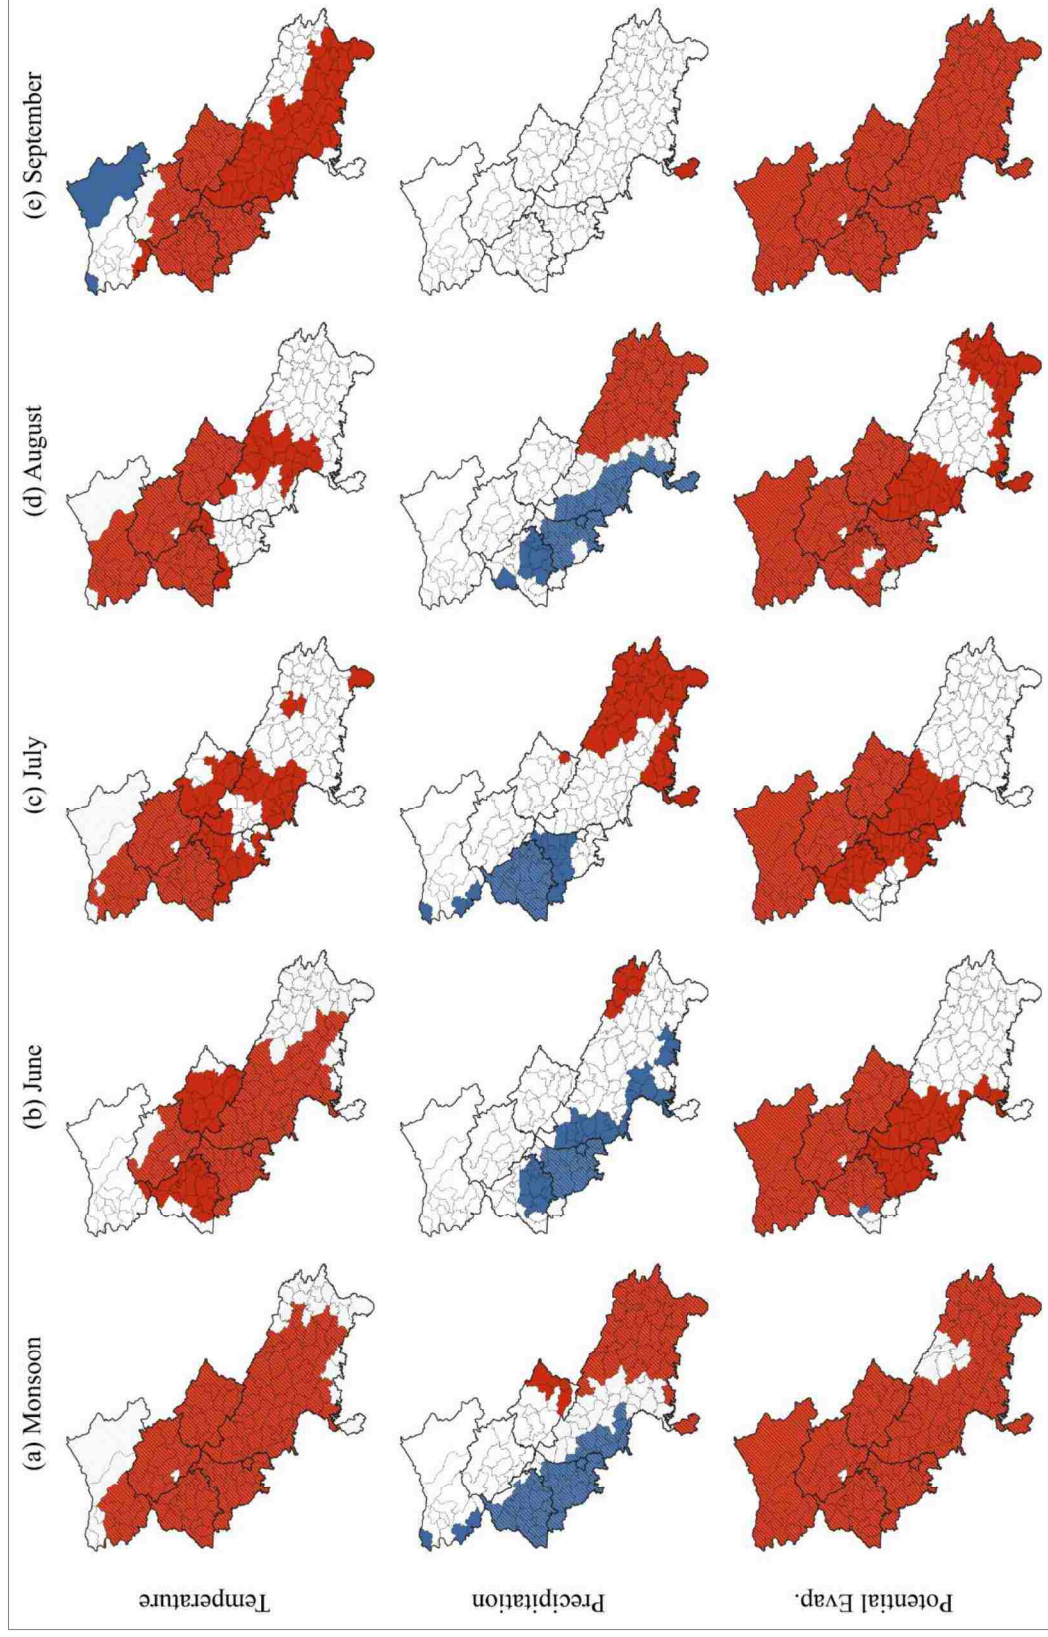 (a) Monsoon
(b) June
(c) July
(d) August
(e) September
Temperature
Precipitation
Potential Evap.